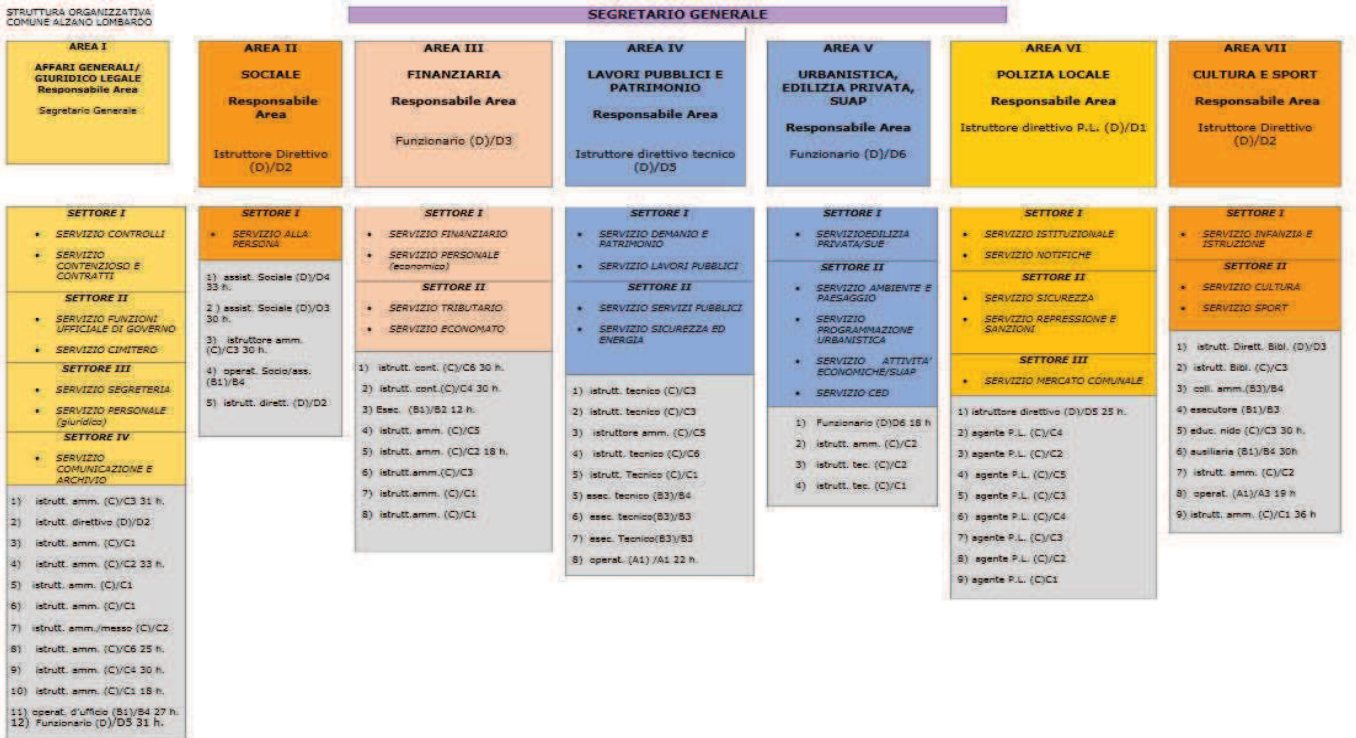 STRUTTURA ORGANIZZATIVA
COMUNE ALZANO LOMBARDO
SEGRETARIO GENERALE
AREA I
AFFARI GENERALI/
GIURIDICO LEGALE
Responsabile Area
Segretario Generale
AREA II
SOCIALE
Responsabile
Area
Istruttore Direttivo
(D)/D2
AREA III
FINANZIARIA
Responsabile Area
Funzionario (D)/D3
AREA IV
LAVORI PUBBLICI E
PATRIMONIO
Responsabile Area
Istruttore direttivo tecnico
(D)/D5
AREA V
URBANISTICA,
EDILIZIA PRIVATA,
SUAP
Responsabile Area
Funzionario (D)/D6
AREA VI
POLIZIA LOCALE
Responsabile Area
Istruttore direttivo P.L. (D)/D1
AREA VII
CULTURA E SPORT
Responsabile Area
Istruttore Direttivo
(D)/D2
SETTORE I
• SERVIZIO CONTROLLI
• SERVIZIO
CONTENZIOSO E
CONTRATTI
SETTORE II
• SERVIZIO FUNZIONI
UFFICIALE DI GOVERNO
• SERVIZIO CIMITERO
SETTORE III
• SERVIZIO SEGRETERIA
• SERVIZIO PERSONALE
(giuridico)
SETTORE IV
• SERVIZIO
COMUNICAZIONE E
ARCHIVIO
1) istrutt. amm. (C)/C3 31 h.
2) istrutt. direttivo (D)/D2
3) istrutt. amm. (C)/C1
4) istrutt. amm. (C)/C2 33 h.
5) istrutt. amm. (C)/C1
6) istrutt. amm. (C)/C1
7) istrutt. amm./messo (C)/C2
8) istrutt. amm. (C)/C6 25 h.
9) istrutt. amm. (C)/C4 30 h.
10) istrutt. amm. (C)/C1 18 h.
11) operat. d'ufficio (B1)/B4 27 h.
12) Funzionario (D)/D5 31 h.
SETTORE I
• SERVIZIO ALLA
PERSONA
1) assist. Sociale (D)/D4
33 h.
2 ) assist. Sociale (D)/D3
30 h.
3) istruttore amm.
(C)/C3 30 h.
4) operat. Socio/ass.
(B1)/B4
5) istrutt. dirett. (D)/D2
SETTORE I
• SERVIZIO FINANZIARIO
• SERVIZIO PERSONALE
(economico)
SETTORE II
• SERVIZIO TRIBUTARIO
• SERVIZIO ECONOMATO
1) istrutt. cont. (C)/C6 30 h.
2) istrutt. cont.(C)/C4 30 h.
3) Esec. (B1)/B2 12 h.
4) istrutt. amm. (C)/C5
5) istrutt. amm. (C)/C2 18 h.
6) istrutt.amm.(C)/C3
7) istrutt.amm. (C)/C1
8) istrutt.amm. (C)/C1
SETTORE I
• SERVIZIO DEMANIO E
PATRIMONIO
• SERVIZIO LAVORI PUBBLICI
SETTORE II
• SERVIZIO SERVIZI PUBBLICI
• SERVIZIO SICUREZZA ED
ENERGIA
1) istrutt. tecnico (C)/C3
2) istrutt. tecnico (C)/C3
3) istruttore amm. (C)/C5
4) istrutt. tecnico (C)/C6
5) istrutt. Tecnico (C)/C1
5) esec. tecnico (B3)/B4
6) esec. tecnico(B3)/B3
7) esec. Tecnico(B3)/B3
8) operat. (A1) /A1 22 h.
SETTORE I
• SERVIZIOEDILIZIA
PRIVATA/SUE
SETTORE II
• SERVIZIO AMBIENTE E
PAESAGGIO
• SERVIZIO
PROGRAMMAZIONE
URBANISTICA
• SERVIZIO ATTIVITA'
ECONOMICHE/SUAP
• SERVIZIO CED
1) Funzionario (D)D6 18 h
2) istrutt. amm. (C)/C2
3) istrutt. tec. (C)/C2
4) istrutt. tec. (C)/C1
SETTORE I
• SERVIZIO ISTITUZIONALE
• SERVIZIO NOTIFICHE
SETTORE II
• SERVIZIO SICUREZZA
• SERVIZIO REPRESSIONE E
SANZIONI
SETTORE III
• SERVIZIO MERCATO COMUNALE
1) istruttore direttivo (D)/D5 25 h.
2) agente P.L. (C)/C4
3) agente P.L. (C)/C2
4) agente P.L. (C)/C5
5) agente P.L. (C)/C3
6) agente P.L. (C)/C4
7) agente P.L. (C)/C3
8) agente P.L. (C)/C2
9) agente P.L. (C)C1
SETTORE I
• SERVIZIO INFANZIA E
ISTRUZIONE
SETTORE II
• SERVIZIO CULTURA
• SERVIZIO SPORT
1) istrutt. Dirett. Bibl. (D)/D3
2) istrutt. Bibl. (C)/C3
3) coll. amm.(B3)/B4
4) esecutore (B1)/B3
5) educ. nido (C)/C3 30 h.
6) ausiliaria (B1)/B4 30h
7) istrutt. amm. (C)/C2
8) operat. (A1)/A3 19 h
9) istrutt. amm. (C)/C1 36 h